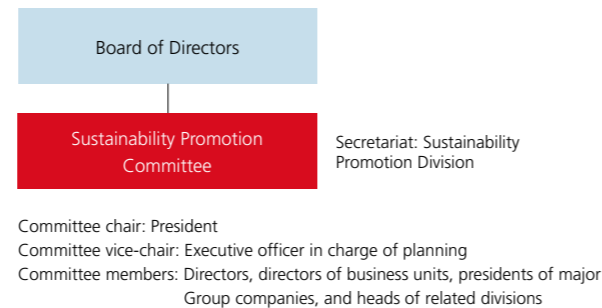 Board of Directors
Sustainability Promotion
Committee
Secretariat: Sustainability
Promotion Division
Committee chair: President
Committee vice-chair: Executive officer in charge of planning
Committee members: Directors, directors of business units, presidents of major
Group companies, and heads of related divisions